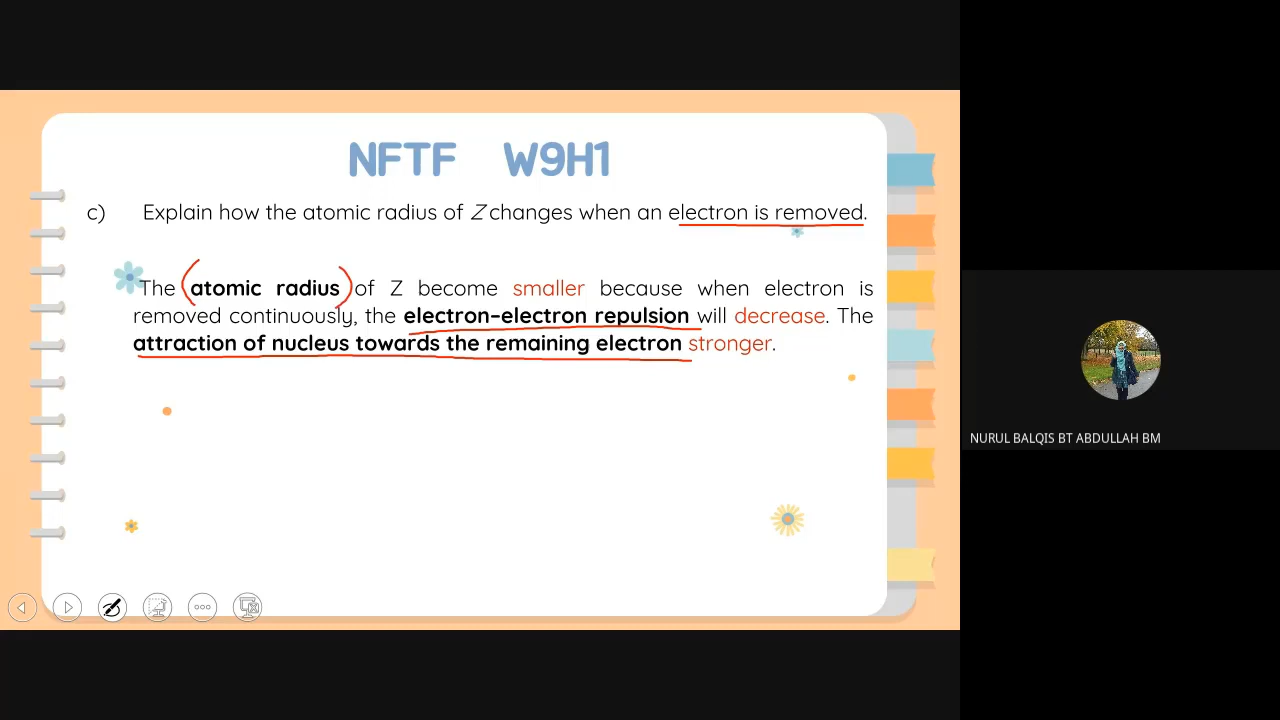 NFTF W9H1
c) Explain how the atomic radius of Z changes when an electron is removed.
The atomic radius of Z become smaller because when electron is
removed continuously, the electron-electron repulsion will decrease. The
attraction of nucleus towards the remaining electron stronger.
NURUL BALQIS BT ABDULLAH BM